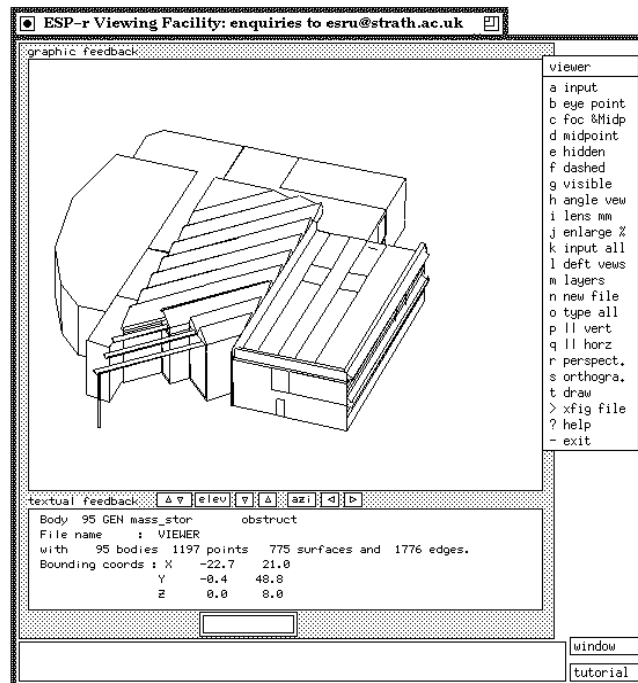 ESP-r Viewing Facility: enquiries to esru@strath.ac.uk
graphic feedback
viewer
a input
b eye point
c foc &Midp
d midpoint
e hidden
f dashed
g visible
h angle vew
i lens mm
j enlarge %
k input all
l deft vews
m layers
n new file
o type all
p || vert
q || horz
r perspect.
s orthogra.
t draw
> xfig file
? help
- exit
textual feedback elev azi
Body 95 GEN mass_stor obstruct
File name : VIEWER
with 95 bodies 1197 points 775 surfaces and 1776 edges.
Bounding coords : X -22.7 21.0
Y -0.4 48.8
Z 0.0 8.0
window
tutorial